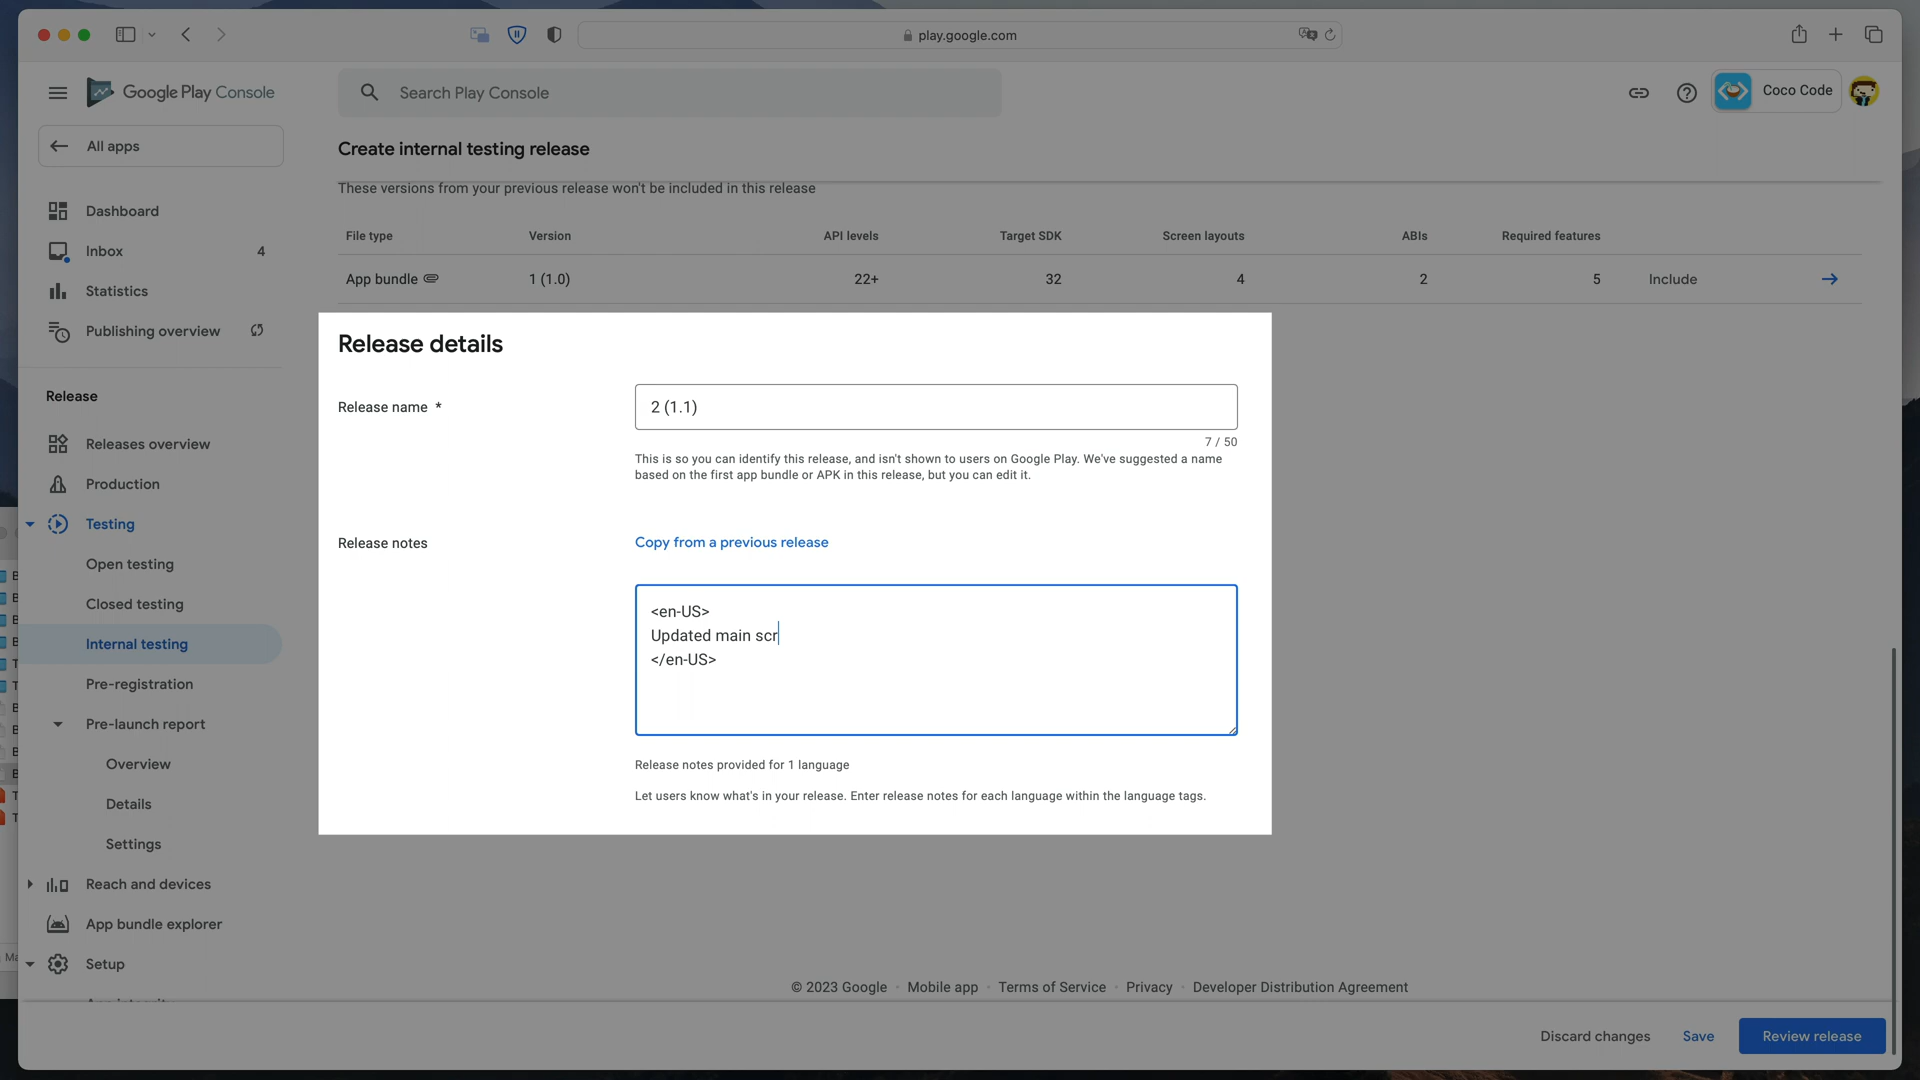 play.google.com
Google Play Console
Search Play Console
Coco Code
All apps
Create internal testing release
These versions from your previous release won't be included in this release
Dashboard
Inbox 4
Statistics
Publishing overview
File type Version API levels Target SDK Screen layouts ABIs Required features
App bundle 1 (1.0) 22+ 32 4 2 5 Include
Release details
Release name *
2 (1.1)
7 / 50
This is so you can identify this release, and isn't shown to users on Google Play. We've suggested a name
based on the first app bundle or APK in this release, but you can edit it.
Release notes
Copy from a previous release
<en-US>
Updated main scr
</en-US>
Release notes provided for 1 language
Let users know what's in your release. Enter release notes for each language within the language tags.
Release
Releases overview
Production
Testing
Open testing
Closed testing
Internal testing
Pre-registration
Pre-launch report
Overview
Details
Settings
Reach and devices
App bundle explorer
Setup
© 2023 Google · Mobile app · Terms of Service · Privacy · Developer Distribution Agreement
Discard changes
Save
Review release